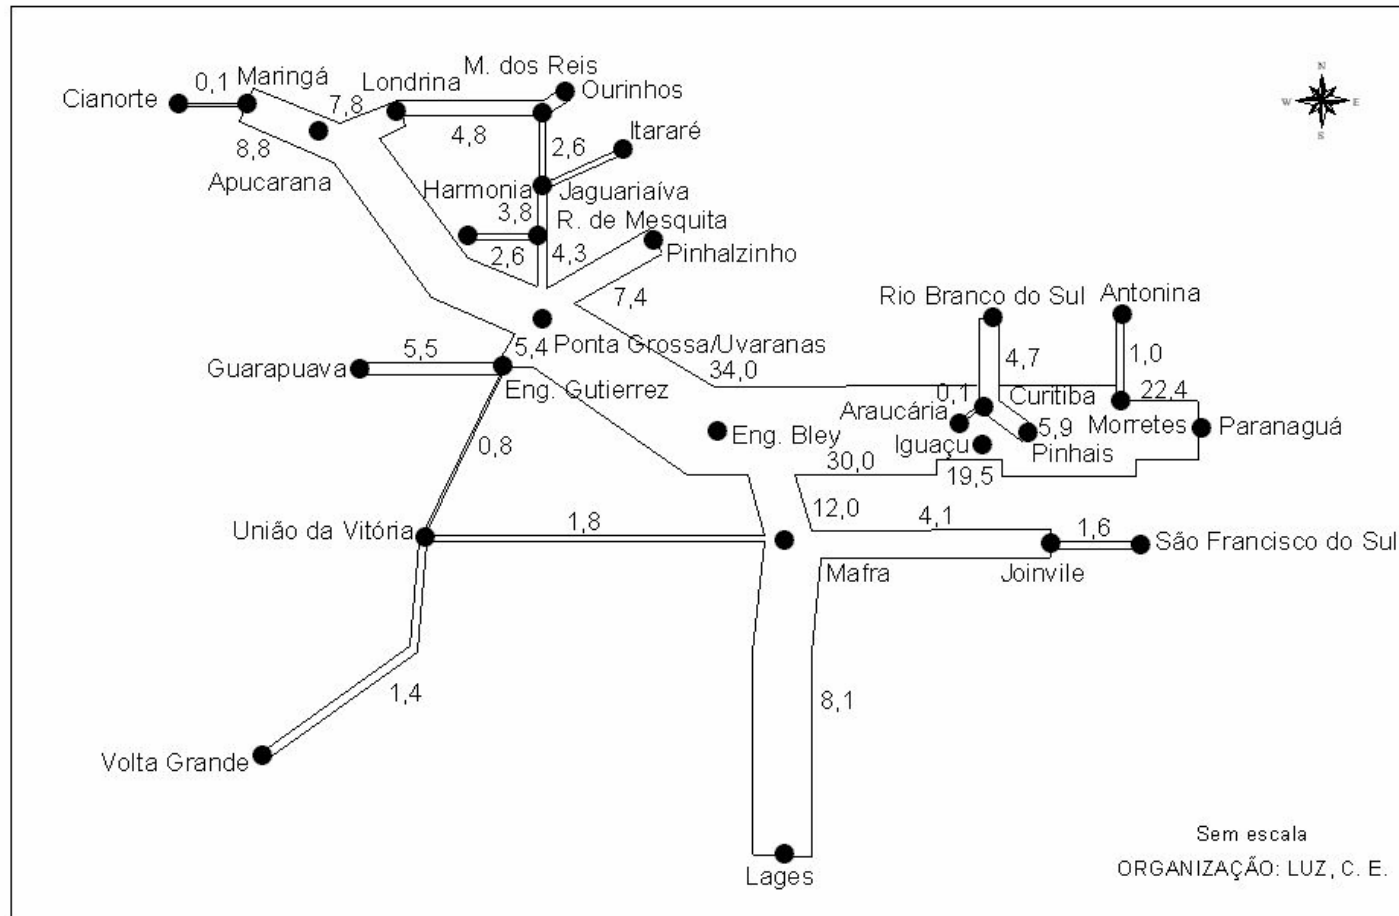 M. dos Reis
Maringá
Londrina
Ourinhos
0,1
7,8
Cianorte
N
W
E
S
Itararé
4,8
2,6
8,8
Apucarana
Harmonia
Jaguariaíva
3,8
R. de Mesquita
2,6
4,3
Pinhalzinho
7,4
Rio Branco do Sul
Antonina
5,4
Ponta Grossa/Uvaranas
5,5
4,7
1,0
Guarapuava
34,0
Eng. Gutierrez
0,1
Curitiba
22,4
Araucária
Morretes
Paranaguá
Eng. Bley
5,9
Iguaçu
Pinhais
0,8
30,0
19,5
12,0
4,1
União da Vitória
1,8
1,6
São Francisco do Sul
Mafra
Joinvile
1,4
8,1
Volta Grande
Sem escala
ORGANIZAÇÃO: LUZ, C. E.
Lages